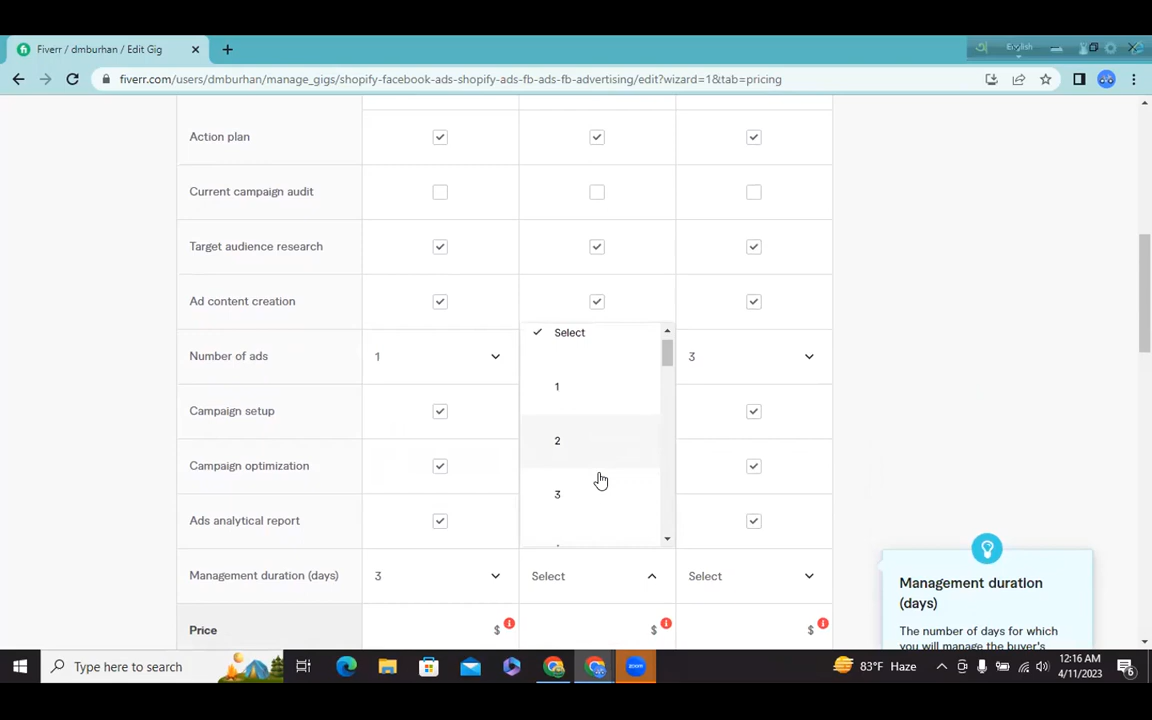 Fiverr / dmburhan / Edit Gig
English
fiverr.com/users/dmburhan/manage_gigs/shopify-facebook-ads-shopify-ads-fb-ads-fb-advertising/edit?wizard=1&tab=pricing
Action plan
Current campaign audit
Target audience research
Ad content creation
Select
Number of ads 1 3
1
Campaign setup
2
Campaign optimization
3
Ads analytical report
Management duration (days) 3 Select Select
Management duration
(days)
The number of days for which
you will manage the buyer's
Price $ $ $
Type here to search
zoom
83°F Haze
12:16 AM
4/11/2023
6